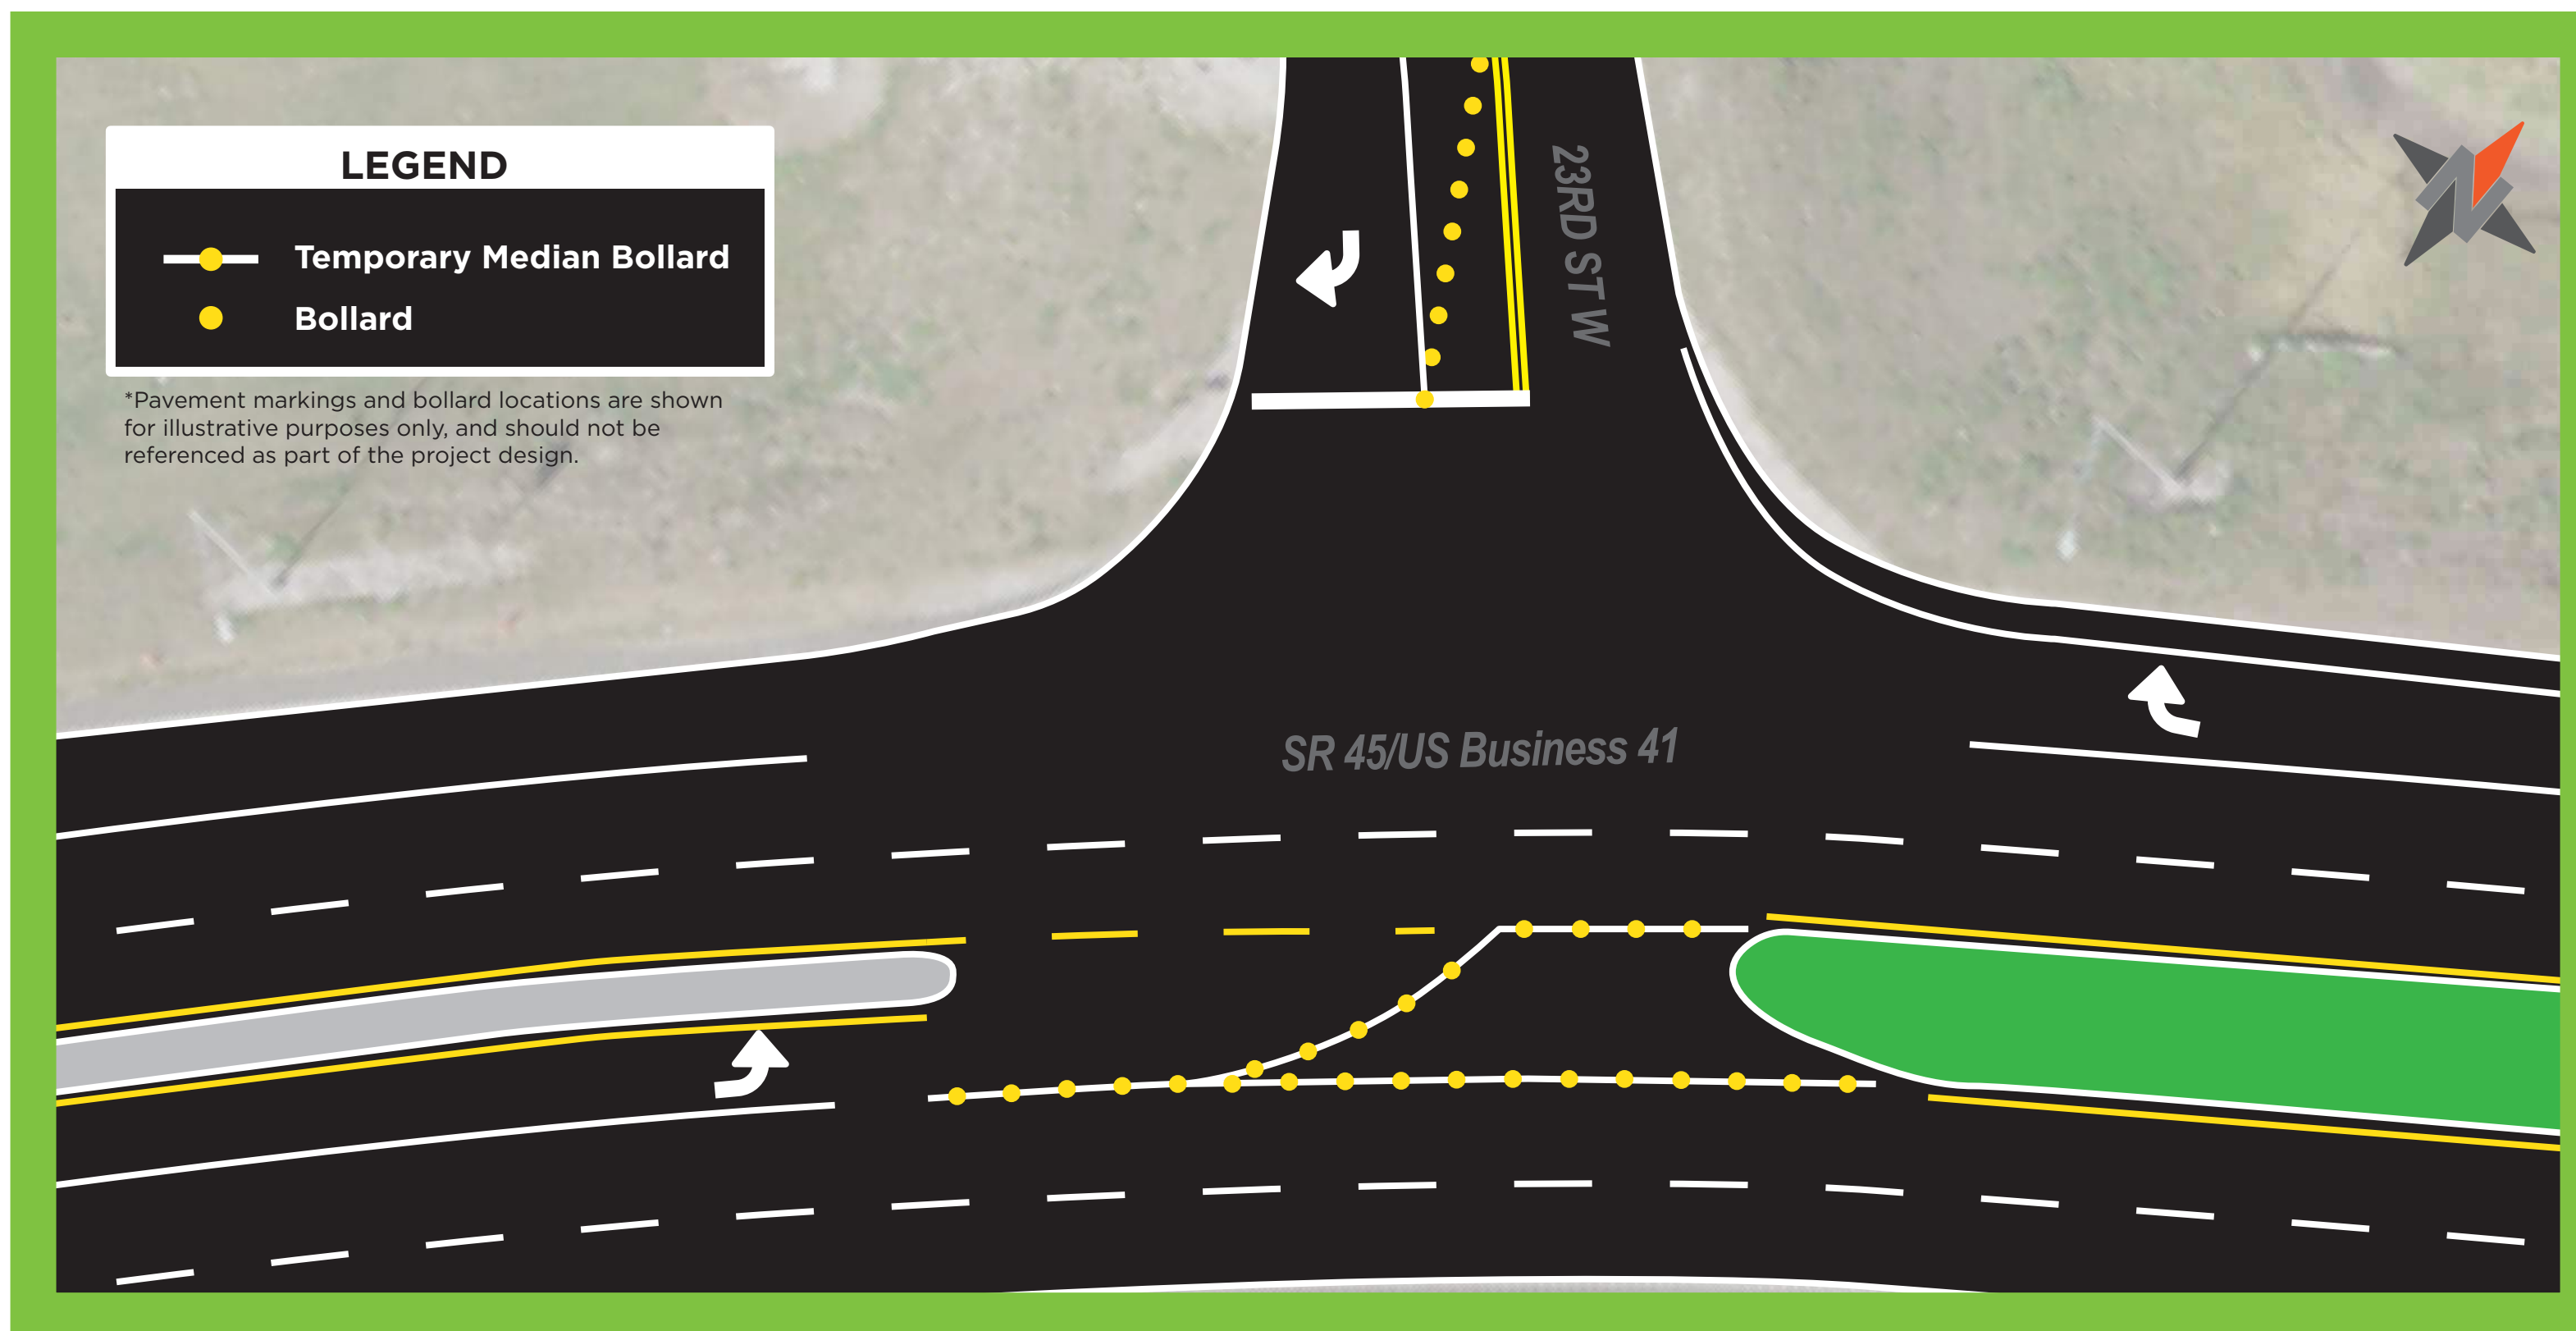 LEGEND
Temporary Median Bollard
Bollard
*Pavement markings and bollard locations are shown
for illustrative purposes only, and should not be
referenced as part of the project design.
23RD ST W
N
SR 45/US Business 41